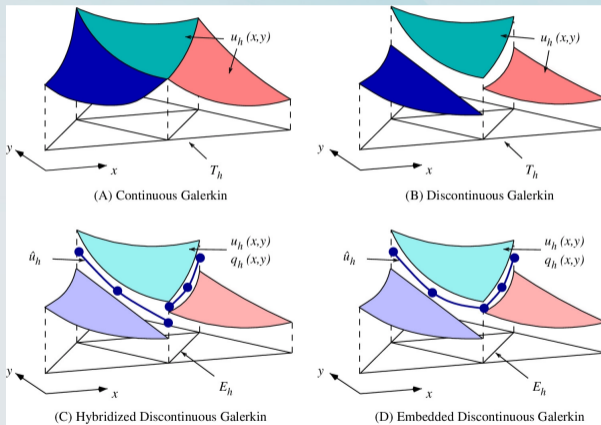 u_h (x,y)
y
x
T_h
(A) Continuous Galerkin
u_h (x,y)
y
x
T_h
(B) Discontinuous Galerkin
û_h
u_h (x,y)
q_h (x,y)
y
x
E_h
(C) Hybridized Discontinuous Galerkin
û_h
u_h (x,y)
q_h (x,y)
y
x
E_h
(D) Embedded Discontinuous Galerkin